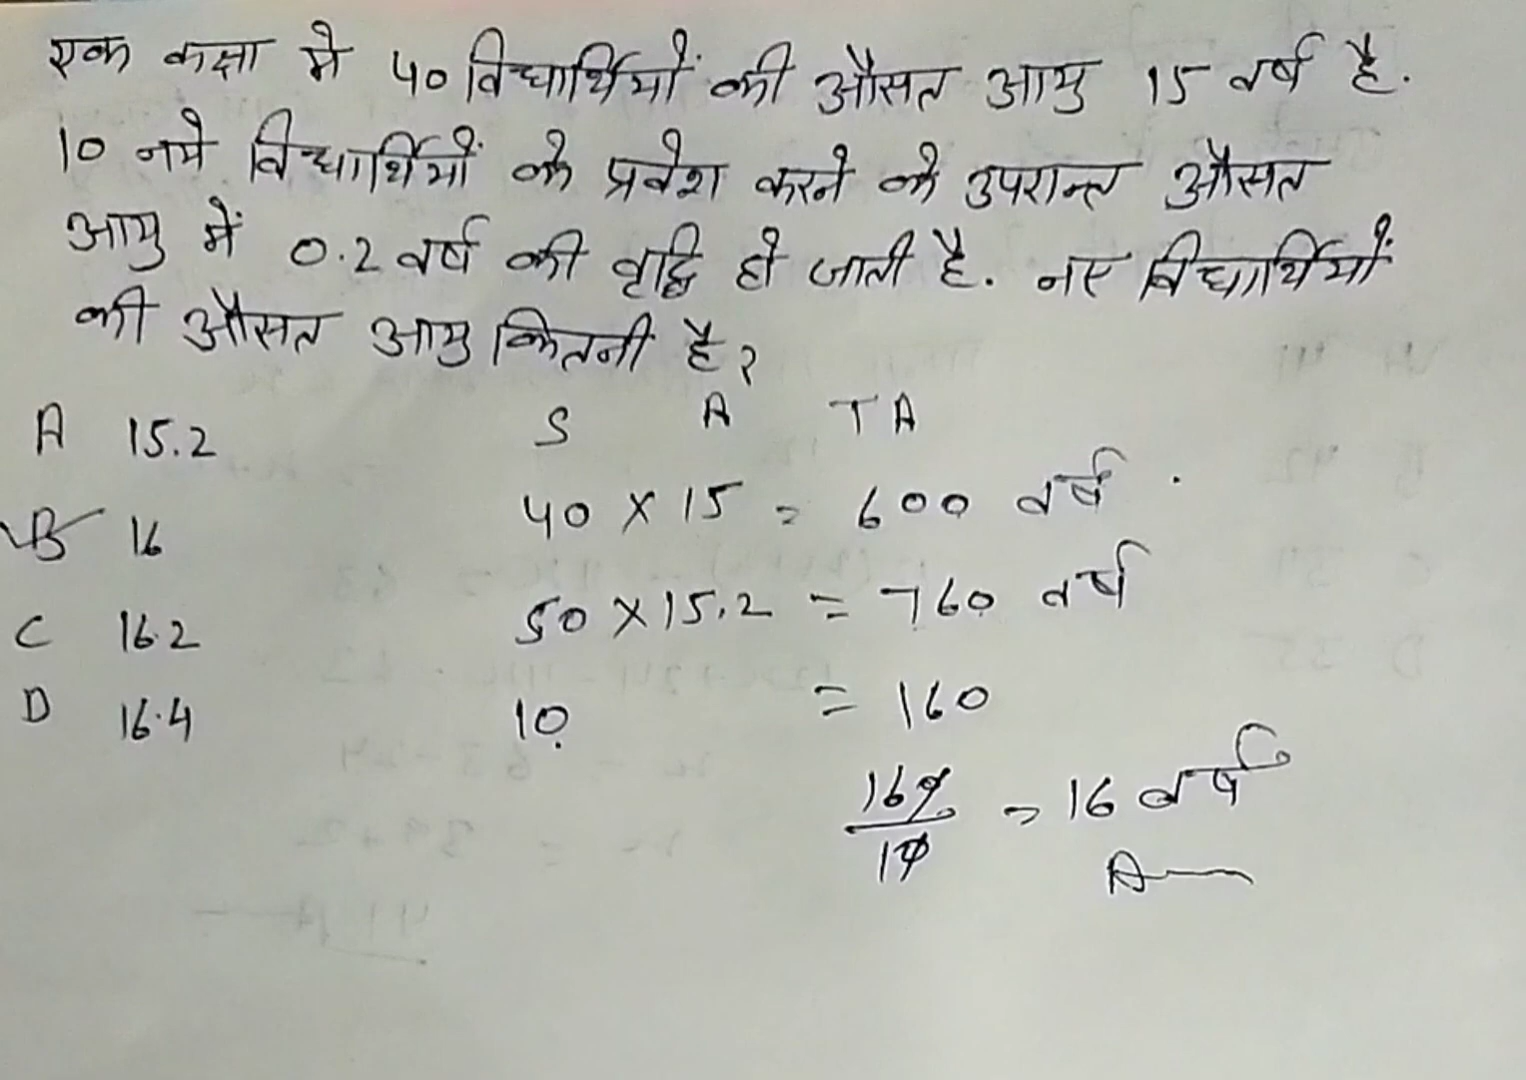 एक कक्षा मे 40 विद्यार्थियों की औसत आयु 15 वर्ष है.
10 नये विद्यार्थियों के प्रवेश करने के उपरान्त औसत
आयु में 0.2 वर्ष की वृद्धि हो जाती है. नए विद्यार्थियों
की औसत आयु कितनी है?
A 15.2
B 16
C 16.2
D 16.4
S A TA
40 × 15 = 600 वर्ष
50 × 15.2 = 760 वर्ष
10 = 160
160/10 = 16 वर्ष
A